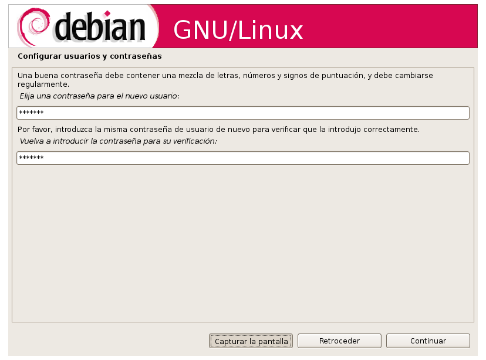 debian GNU/Linux
Configurar usuarios y contraseñas
Una buena contraseña debe contener una mezcla de letras, números y signos de puntuación, y debe cambiarse
regularmente.
Elija una contraseña para el nuevo usuario:
*******
Por favor, introduzca la misma contraseña de usuario de nuevo para verificar que la introdujo correctamente.
Vuelva a introducir la contraseña para su verificación:
*******
Capturar la pantalla Retroceder Continuar